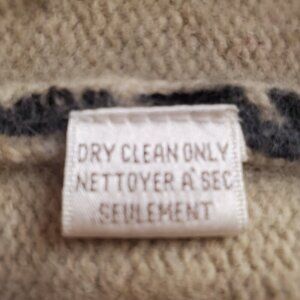 DRY CLEAN ONLY
NETTOYER A' SEC
SEULEMENT